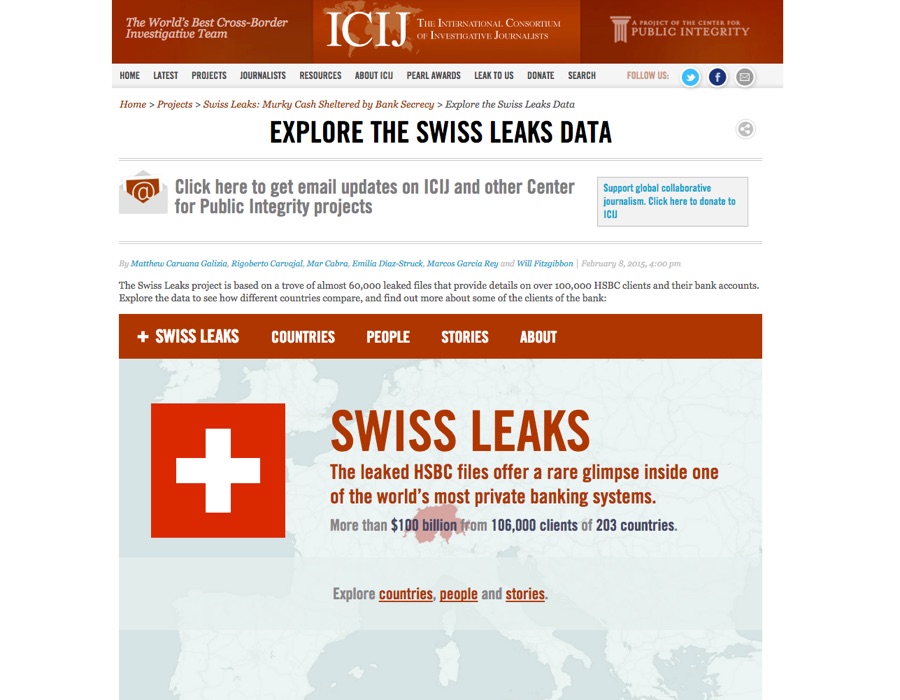 The World's Best Cross-Border
Investigative Team
ICIJ
The International Consortium
of Investigative Journalists
A PROJECT OF THE CENTER FOR
PUBLIC INTEGRITY
HOME LATEST PROJECTS JOURNALISTS RESOURCES ABOUT ICIJ PEARL AWARDS LEAK TO US DONATE SEARCH FOLLOW US:
Home > Projects > Swiss Leaks: Murky Cash Sheltered by Bank Secrecy > Explore the Swiss Leaks Data
EXPLORE THE SWISS LEAKS DATA
Click here to get email updates on ICIJ and other Center
for Public Integrity projects
Support global collaborative
journalism. Click here to donate to
ICIJ
By Matthew Caruana Galizia, Rigoberto Carvajal, Mar Cabra, Emilia Díaz-Struck, Marcos Garcia Rey and Will Fitzgibbon | February 8, 2015, 4:00 pm
The Swiss Leaks project is based on a trove of almost 60,000 leaked files that provide details on over 100,000 HSBC clients and their bank accounts.
Explore the data to see how different countries compare, and find out more about some of the clients of the bank:
+ SWISS LEAKS COUNTRIES PEOPLE STORIES ABOUT
SWISS LEAKS
The leaked HSBC files offer a rare glimpse inside one
of the world's most private banking systems.
More than $100 billion from 106,000 clients of 203 countries.
Explore countries, people and stories.